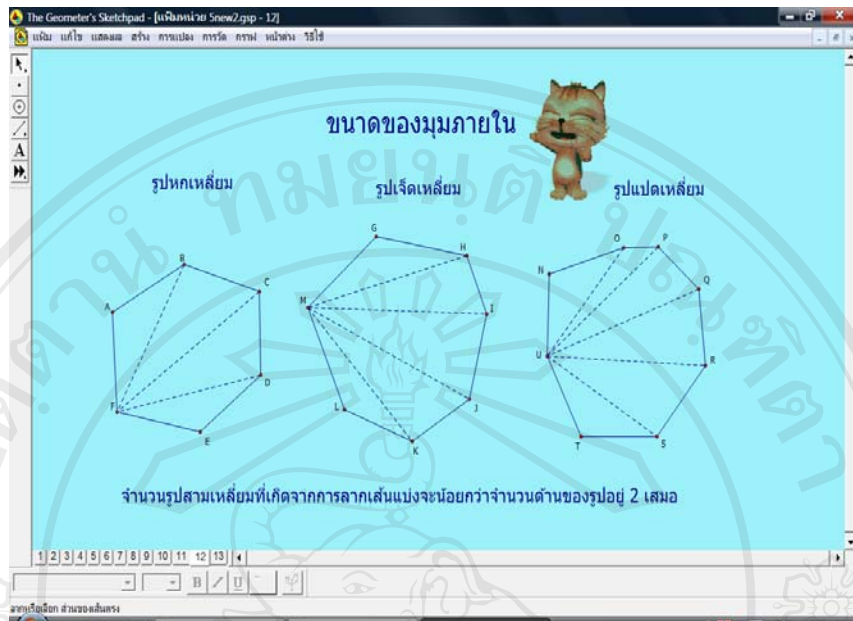 The Geometer's Sketchpad - [แฟ้มหน่วย 5new2.gsp - 12]
แฟ้ม แก้ไข แสดงผล สร้าง การแปลง การวัด กราฟ หน้าต่าง วิธีใช้
ขนาดของมุมภายใน
รูปหกเหลี่ยม รูปเจ็ดเหลี่ยม รูปแปดเหลี่ยม
A B C D E F
G H I J K L M
N O P Q R S T U
จำนวนรูปสามเหลี่ยมที่เกิดจากการลากเส้นแบ่งจะน้อยกว่าจำนวนด้านของรูปอยู่ 2 เสมอ
1 2 3 4 5 6 7 8 9 10 11 12 13
B I U